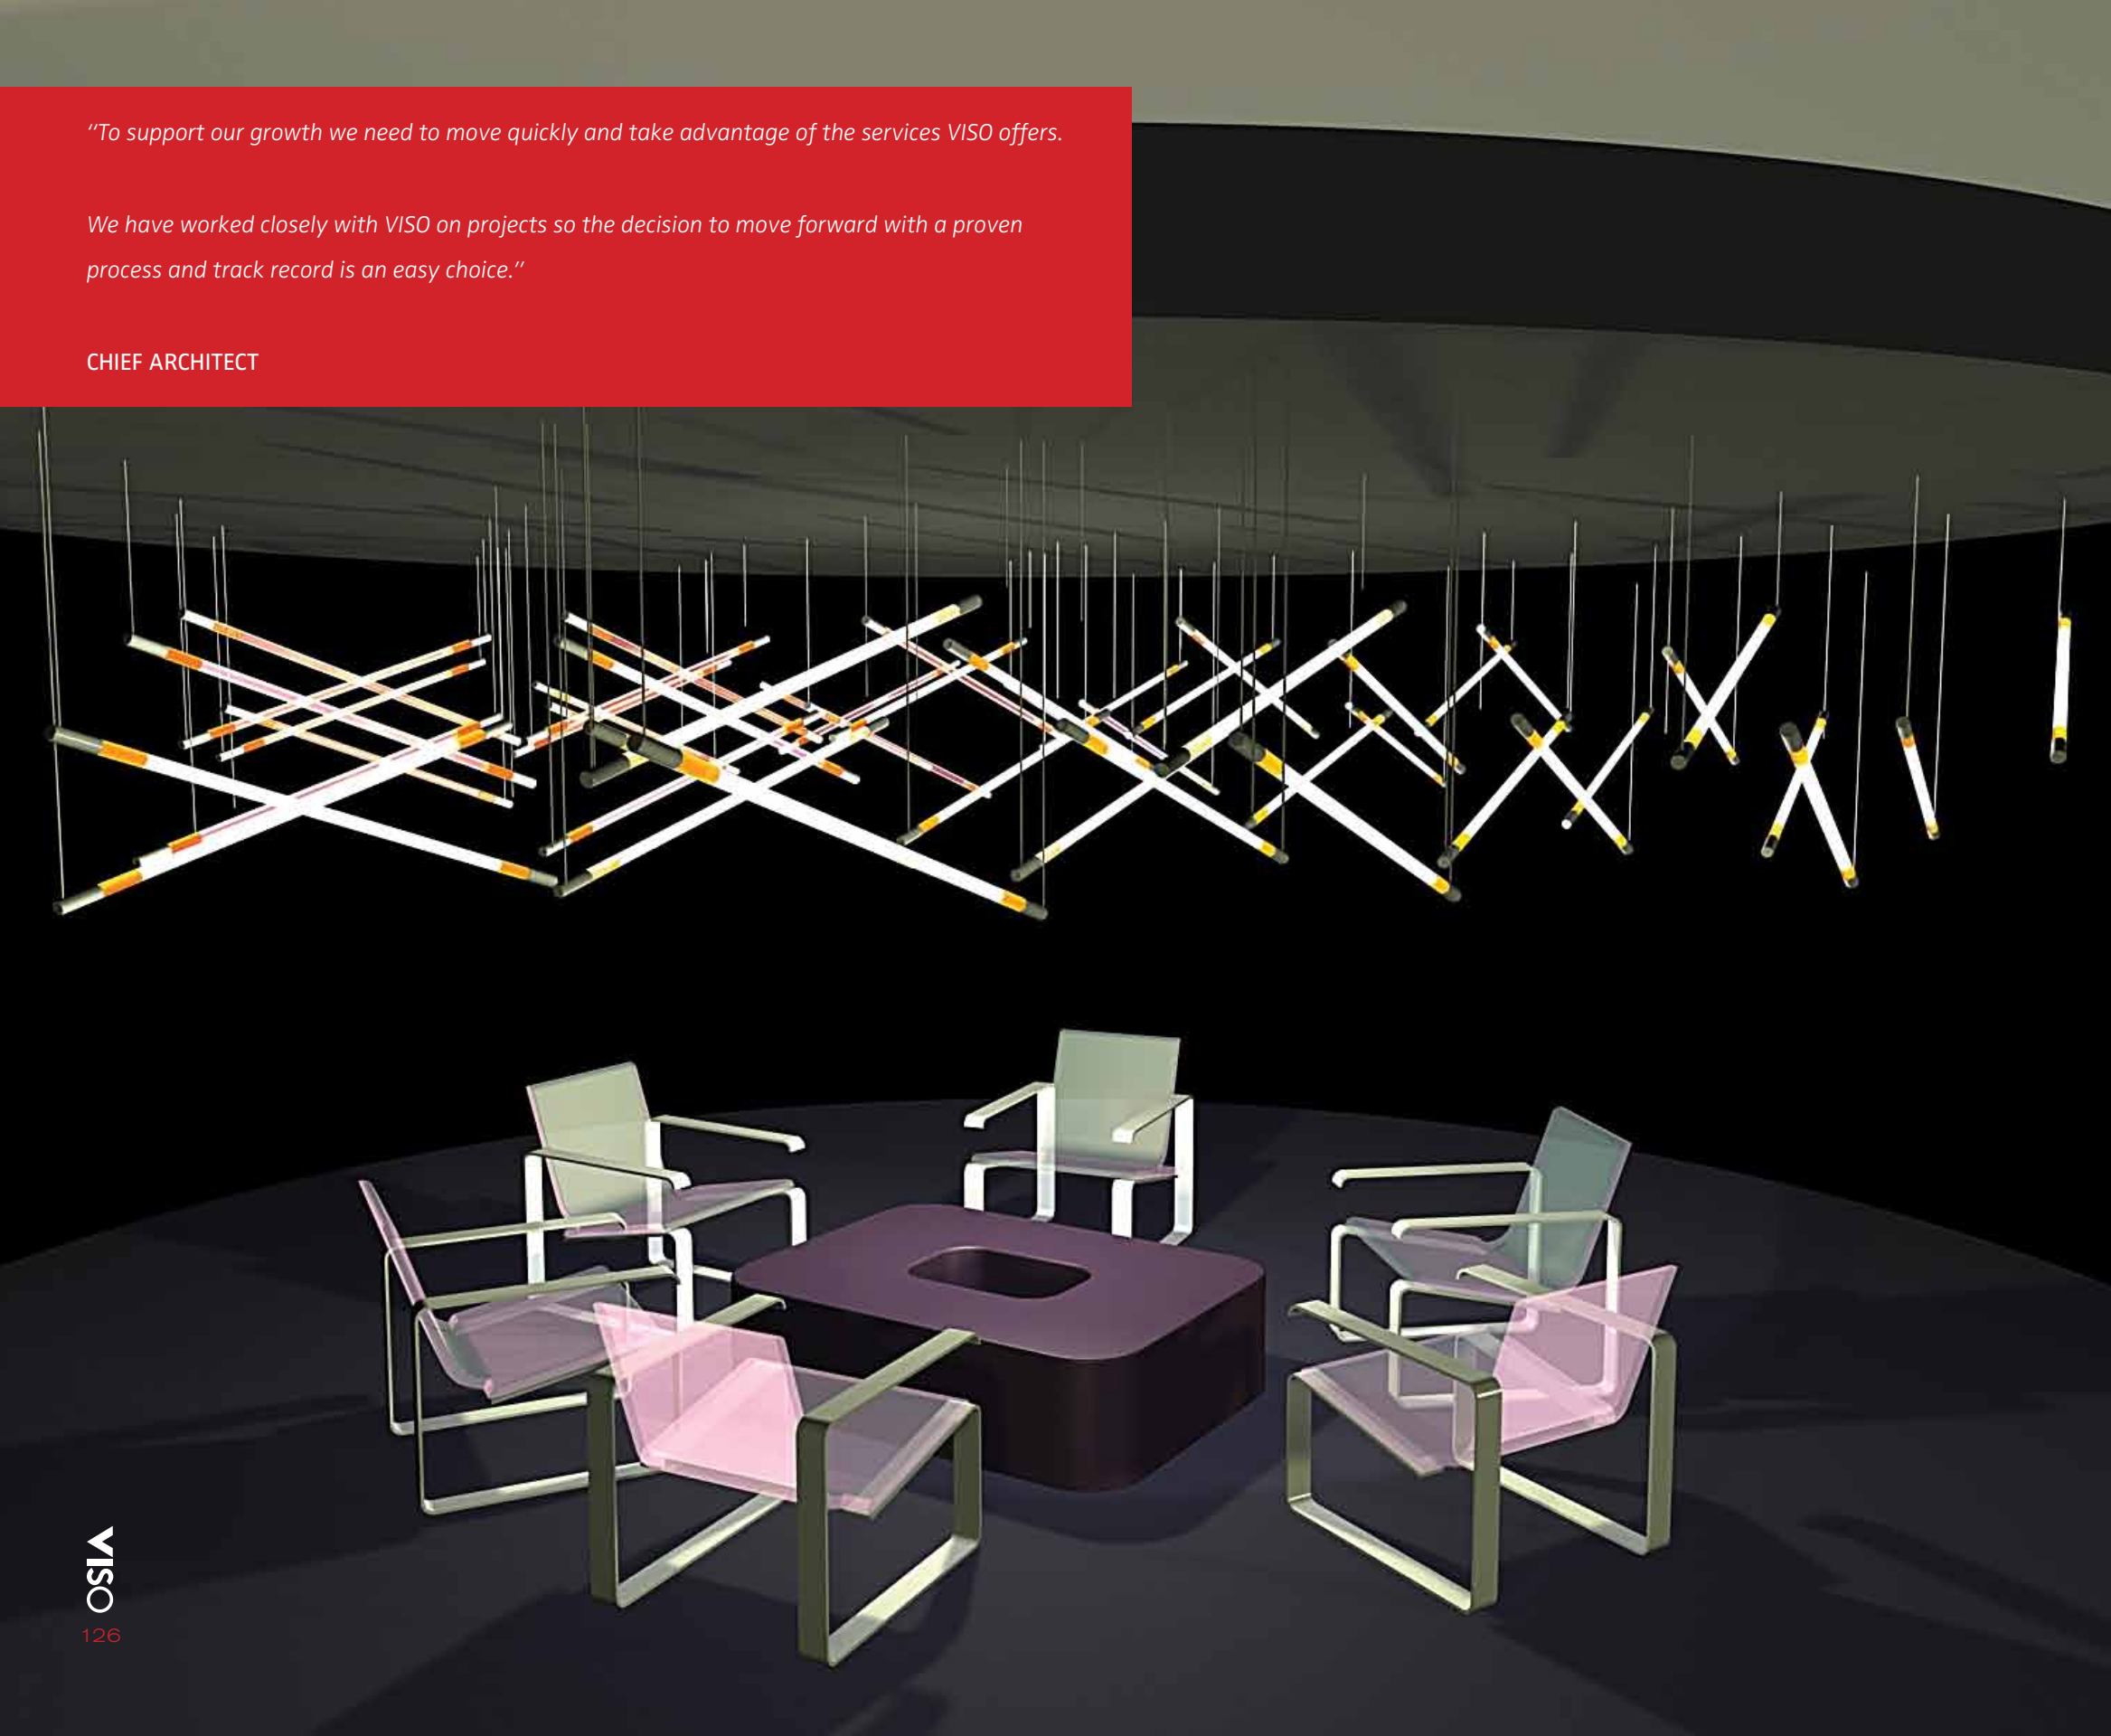 "To support our growth we need to move quickly and take advantage of the services VISO offers.
We have worked closely with VISO on projects so the decision to move forward with a proven
process and track record is an easy choice."
CHIEF ARCHITECT
VISO
126